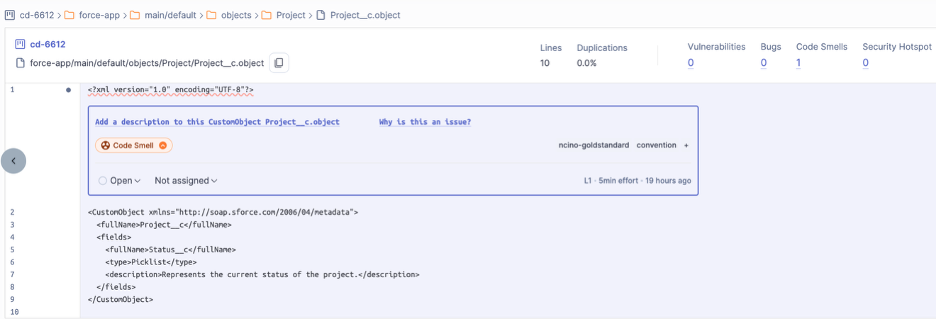 cd-6612 > force-app > main/default > objects > Project > Project__c.object
cd-6612
force-app/main/default/objects/Project/Project__c.object
Lines Duplications Vulnerabilities Bugs Code Smells Security Hotspot
10 0.0% 0 0 1 0
1 <?xml version="1.0" encoding="UTF-8"?>
Add a description to this CustomObject Project__c.object Why is this an issue?
Code Smell ncino-goldstandard convention +
Open Not assigned L1 · 5min effort · 19 hours ago
2 <CustomObject xmlns="http://soap.sforce.com/2006/04/metadata">
3 <fullName>Project__c</fullName>
4 <fields>
5 <fullName>Status__c</fullName>
6 <type>Picklist</type>
7 <description>Represents the current status of the project.</description>
8 </fields>
9 </CustomObject>
10